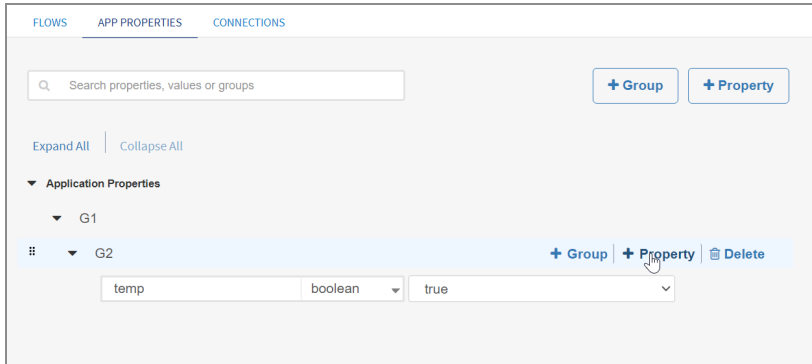 FLOWS APP PROPERTIES CONNECTIONS
Search properties, values or groups + Group + Property
Expand All Collapse All
Application Properties
G1
G2 + Group + Property Delete
temp boolean true